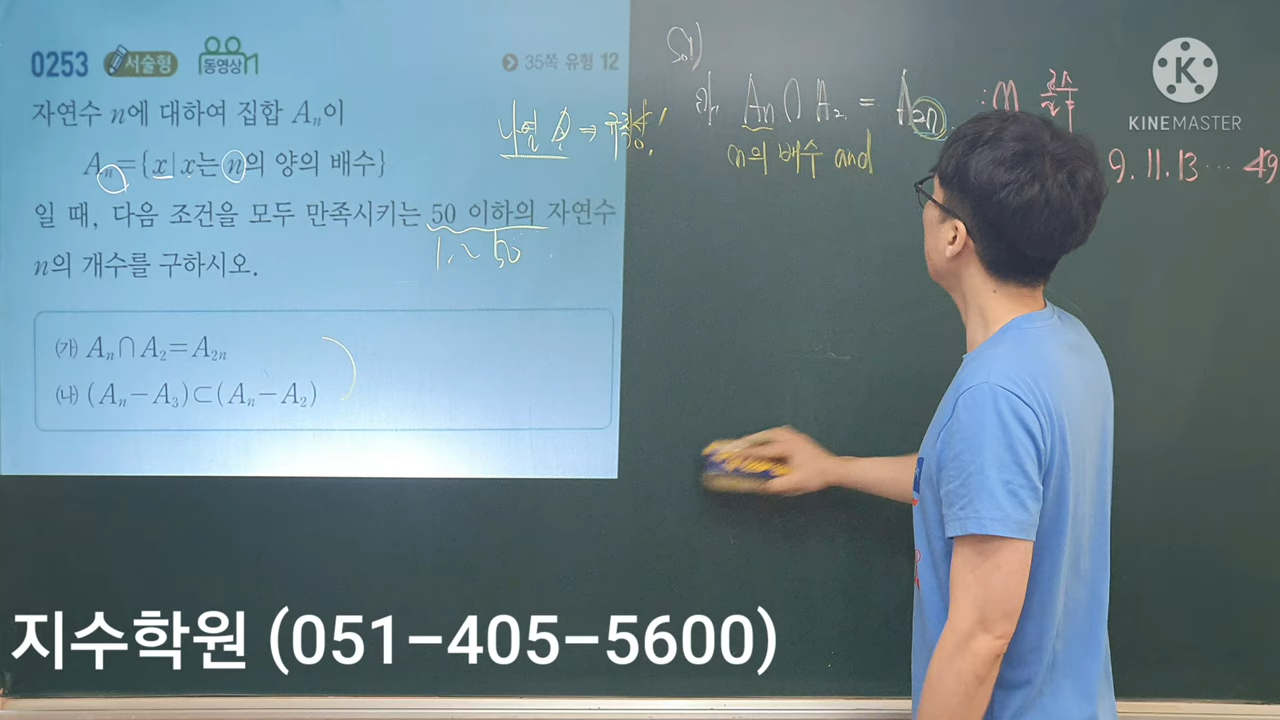 0253 서술형 동영상 35쪽 유형 12
자연수 n에 대하여 집합 Aₙ이
Aₙ={x|x는 n의 양의 배수}
일 때, 다음 조건을 모두 만족시키는 50 이하의 자연수
1 ~ 50
n의 개수를 구하시오.
㈎ Aₙ∩A₂=A₂ₙ
㈏ (Aₙ−A₃)⊂(Aₙ−A₂)
나열 ⇒ 규칙성!
Aₙ ∩ A₂ = A₂ₙ
n의 배수 and
: n
9. 11. 13 ··· 49
K
KINEMASTER
지수학원 (051−405−5600)